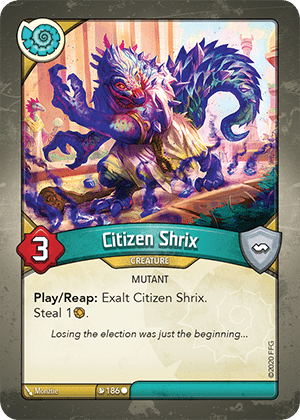 Citizen Shrix
3
CREATURE
MUTANT
Play/Reap: Exalt Citizen Shrix.
Steal 1
Losing the election was just the beginning...
Monztre
186
©2020 FFG